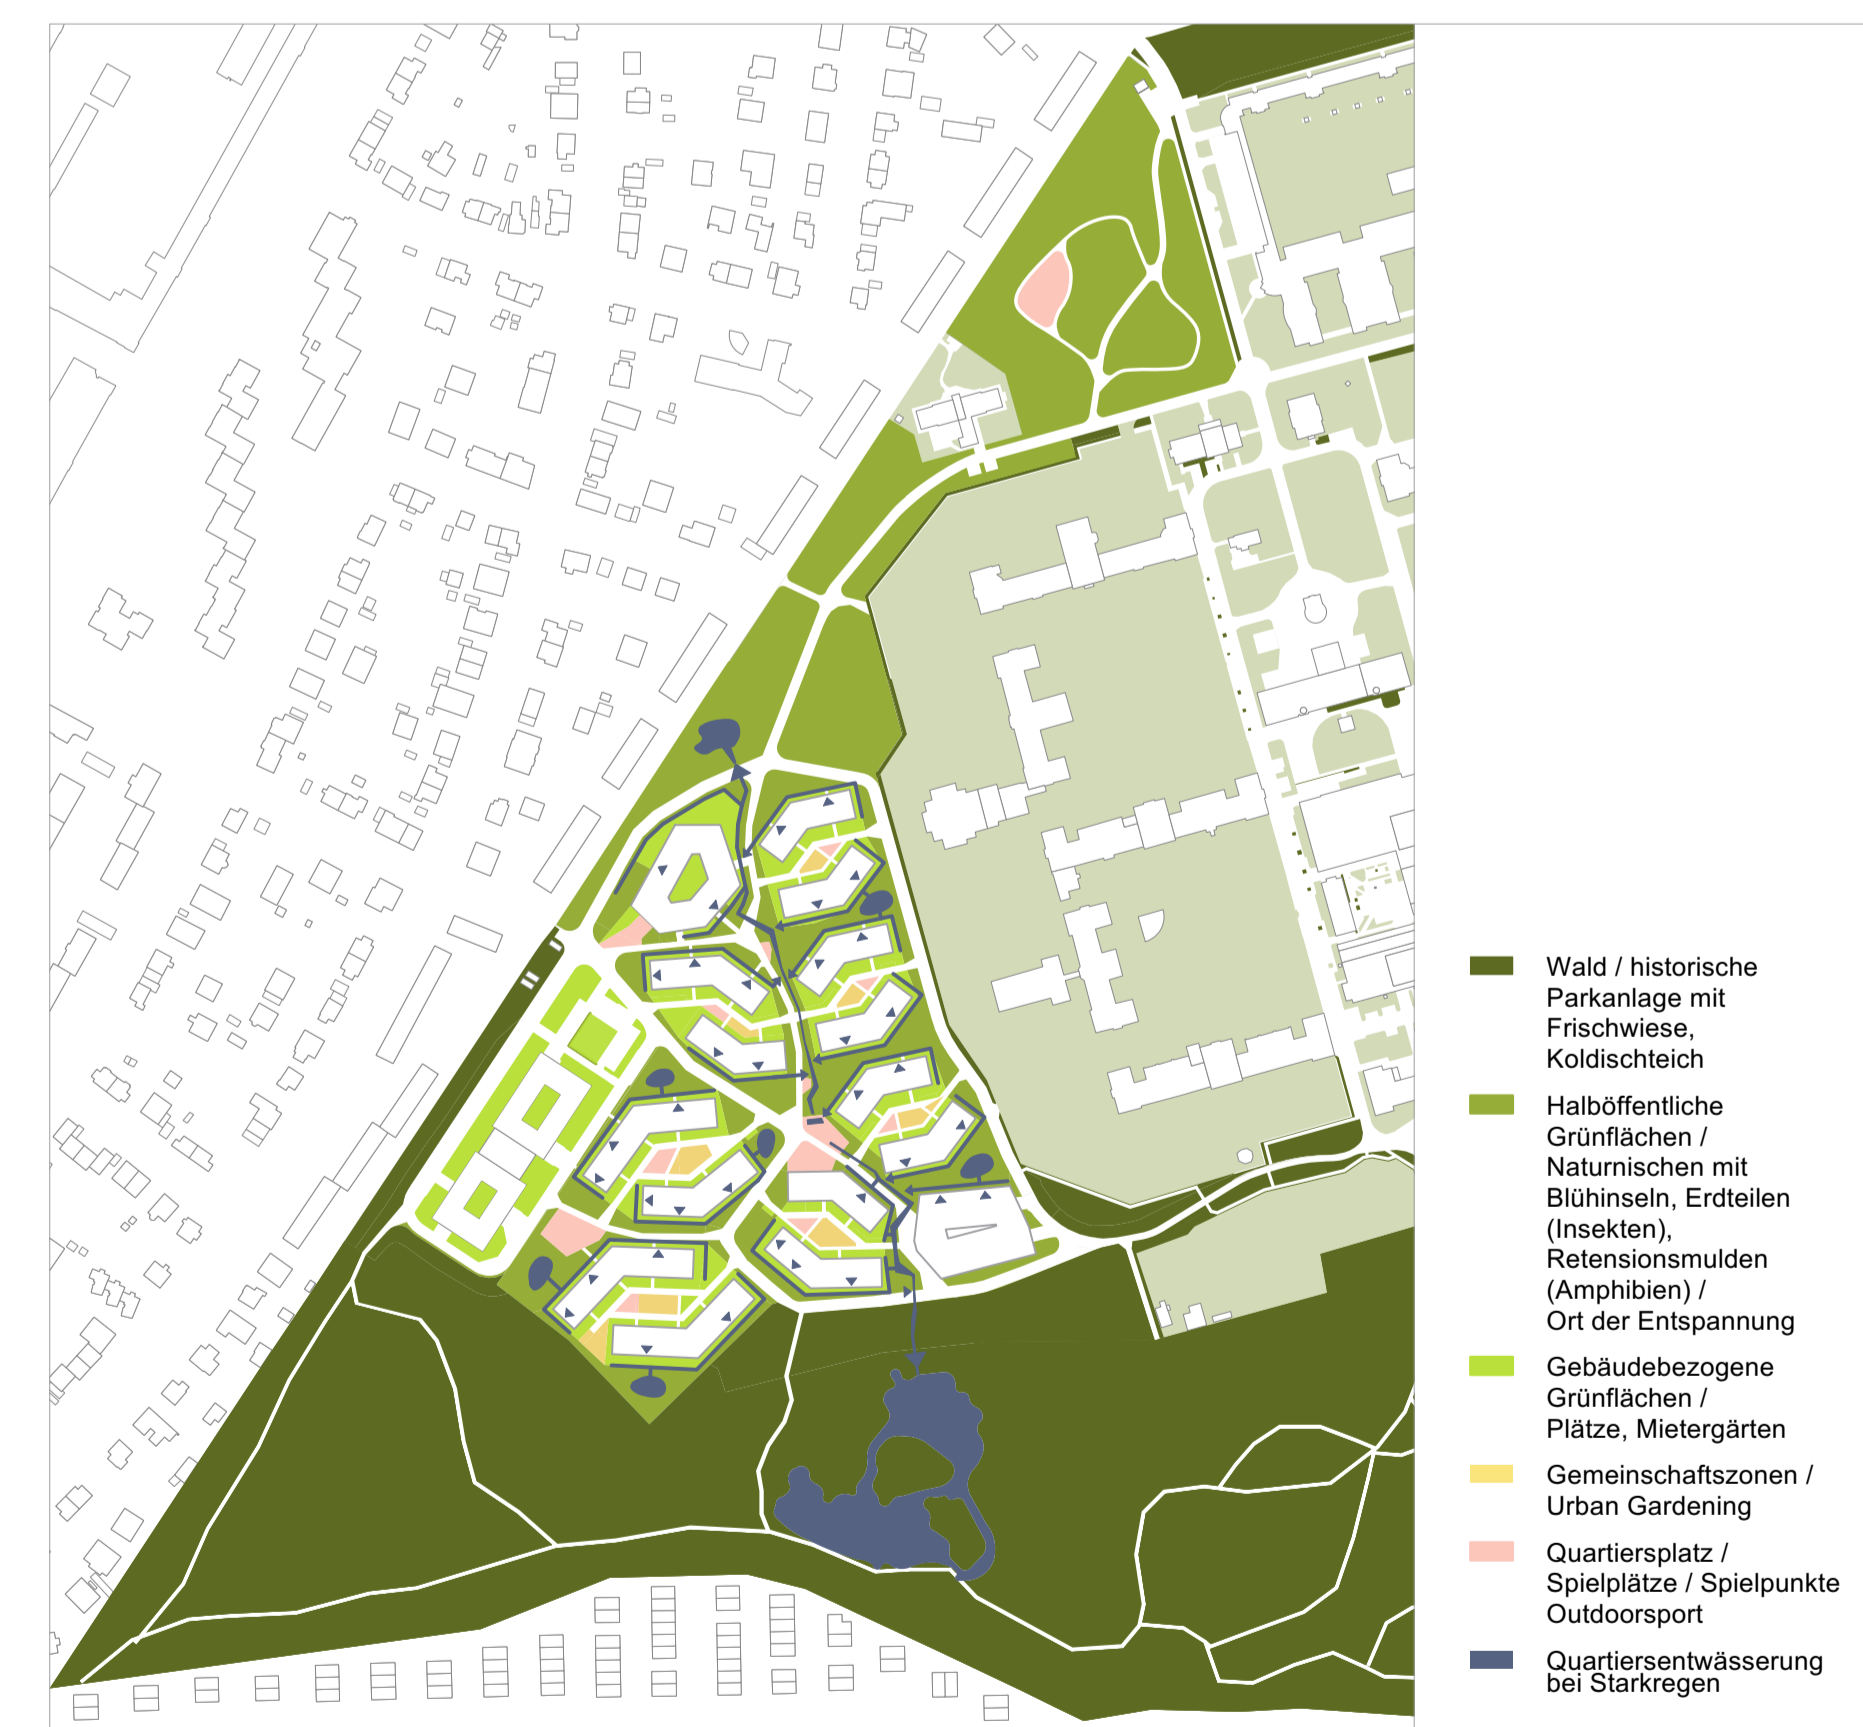 Wald / historische
Parkanlage mit
Frischwiese,
Koldischteich
Halböffentliche
Grünflächen /
Naturnischen mit
Blühinseln, Erdteilen
(Insekten),
Retensionsmulden
(Amphibien) /
Ort der Entspannung
Gebäudebezogene
Grünflächen /
Plätze, Mietergärten
Gemeinschaftszonen /
Urban Gardening
Quartiersplatz /
Spielplätze / Spielpunkte
Outdoorsport
Quartiersentwässerung
bei Starkregen